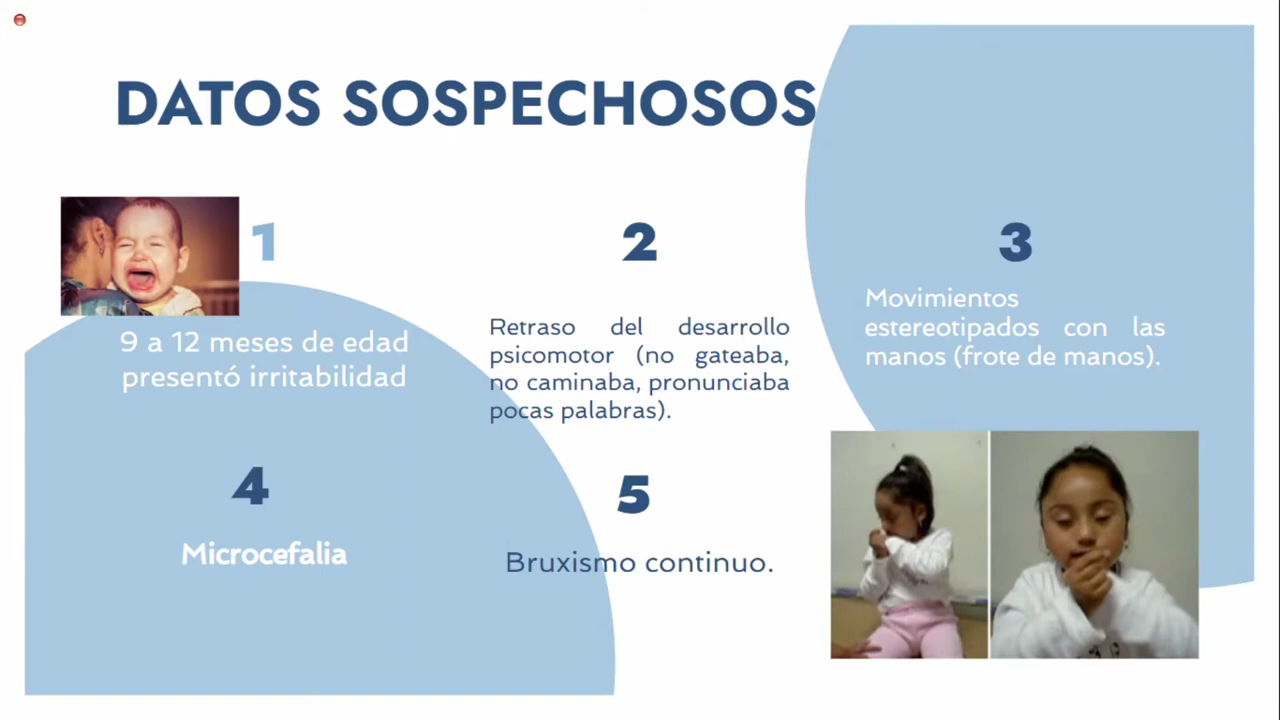 DATOS SOSPECHOSOS
1
9 a 12 meses de edad
presentó irritabilidad
2
Retraso del desarrollo
psicomotor (no gateaba,
no caminaba, pronunciaba
pocas palabras).
3
Movimientos
estereotipados con las
manos (frote de manos).
4
Microcefalia
5
Bruxismo continuo.